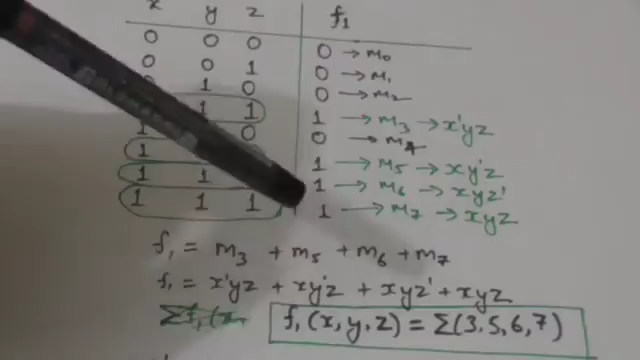 x y z f₁
0 0 0 0 → m₀
0 0 1 0 → m₁
1 0 0 → m₂
1 1 1 → m₃ → x'yz
1 0 0 → m₄
1 1 → m₅ → xy'z
1 1 1 → m₆ → xyz'
1 1 1 1 → m₇ → xyz
f₁ = m₃ + m₅ + m₆ + m₇
f₁ = x'yz + xy'z + xyz' + xyz
f₁(x, y, z) = Σ(3,5,6,7)